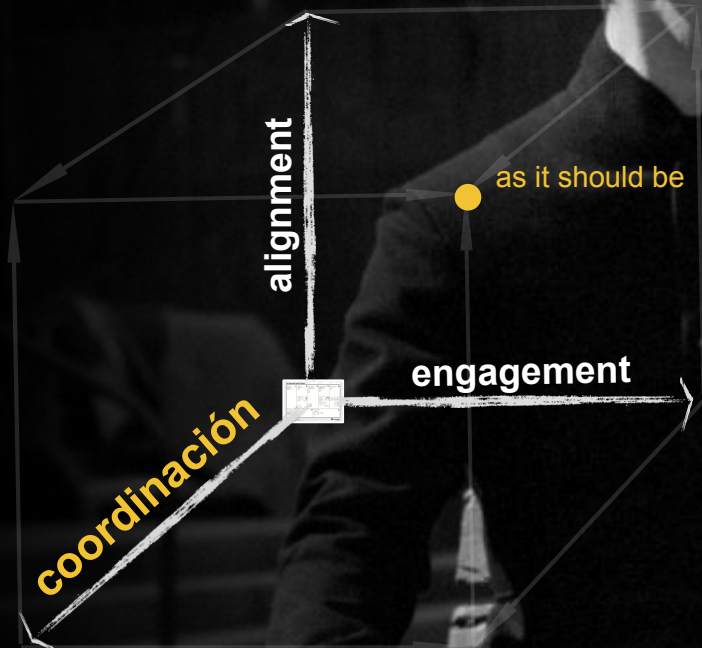 alignment
as it should be
engagement
coordinación